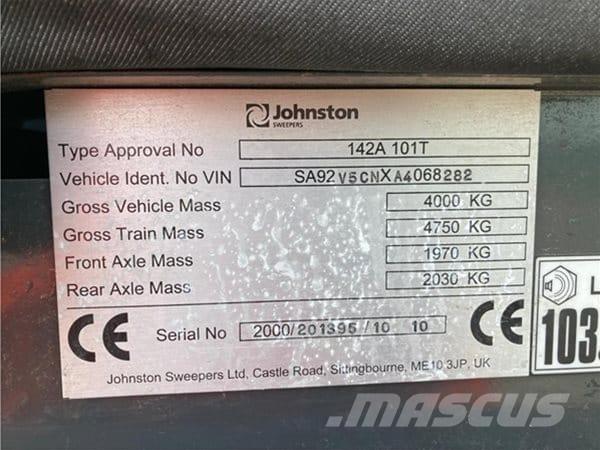 Johnston
SWEEPERS
Type Approval No 142A 101T
Vehicle Ident. No VIN SA92V5CNXA4068282
Gross Vehicle Mass 4000 KG
Gross Train Mass 4750 KG
Front Axle Mass 1970 KG
Rear Axle Mass 2030 KG
CE Serial No 2000/201395/10 10 CE
Johnston Sweepers Ltd, Castle Road, Sittingbourne, ME10 3JP, UK
MASCUS